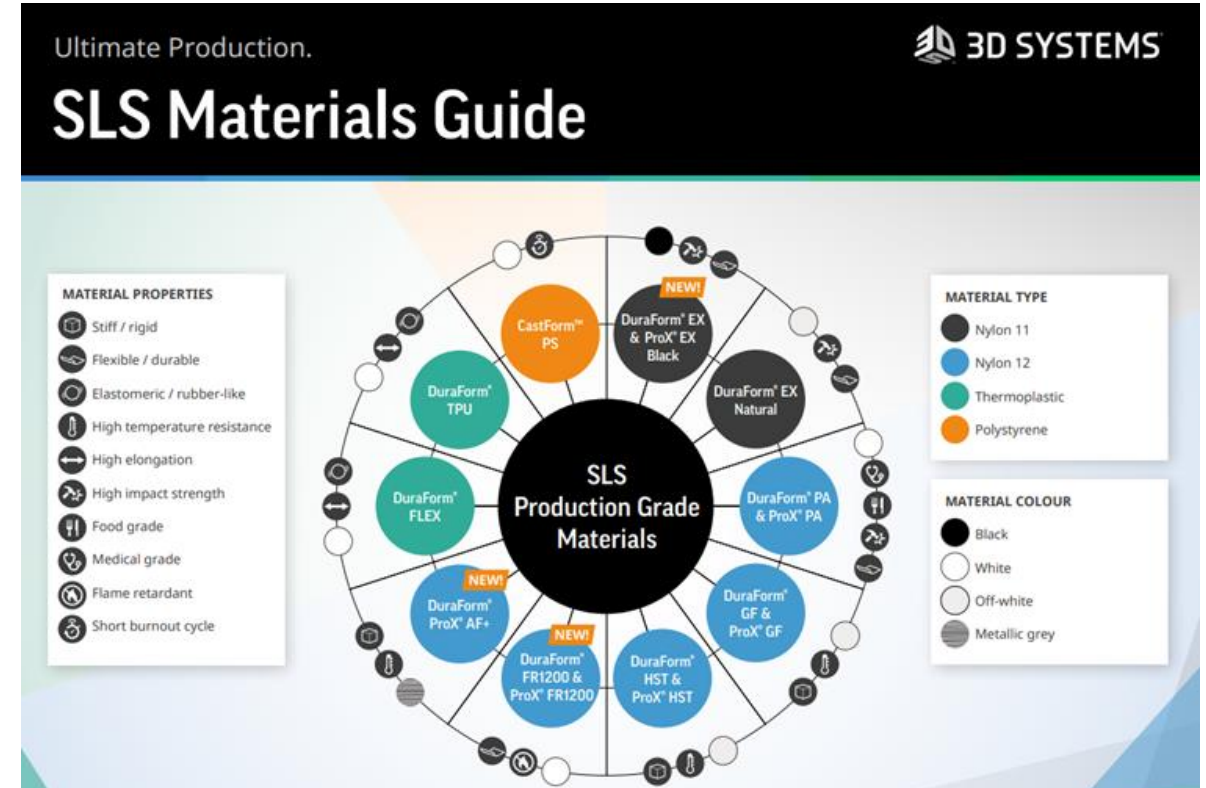 Ultimate Production.
3D SYSTEMS
SLS Materials Guide
MATERIAL PROPERTIES
Stiff / rigid
Flexible / durable
Elastomeric / rubber-like
High temperature resistance
High elongation
High impact strength
Food grade
Medical grade
Flame retardant
Short burnout cycle
CastForm™
PS
NEW!
DuraForm® EX
& ProX® EX
Black
DuraForm® EX
Natural
DuraForm® PA
& ProX® PA
DuraForm®
GF &
ProX® GF
DuraForm®
HST &
ProX® HST
NEW!
DuraForm®
FR1200 &
ProX® FR1200
NEW!
DuraForm®
ProX® AF+
DuraForm®
FLEX
DuraForm®
TPU
SLS
Production Grade
Materials
MATERIAL TYPE
Nylon 11
Nylon 12
Thermoplastic
Polystyrene
MATERIAL COLOUR
Black
White
Off-white
Metallic grey